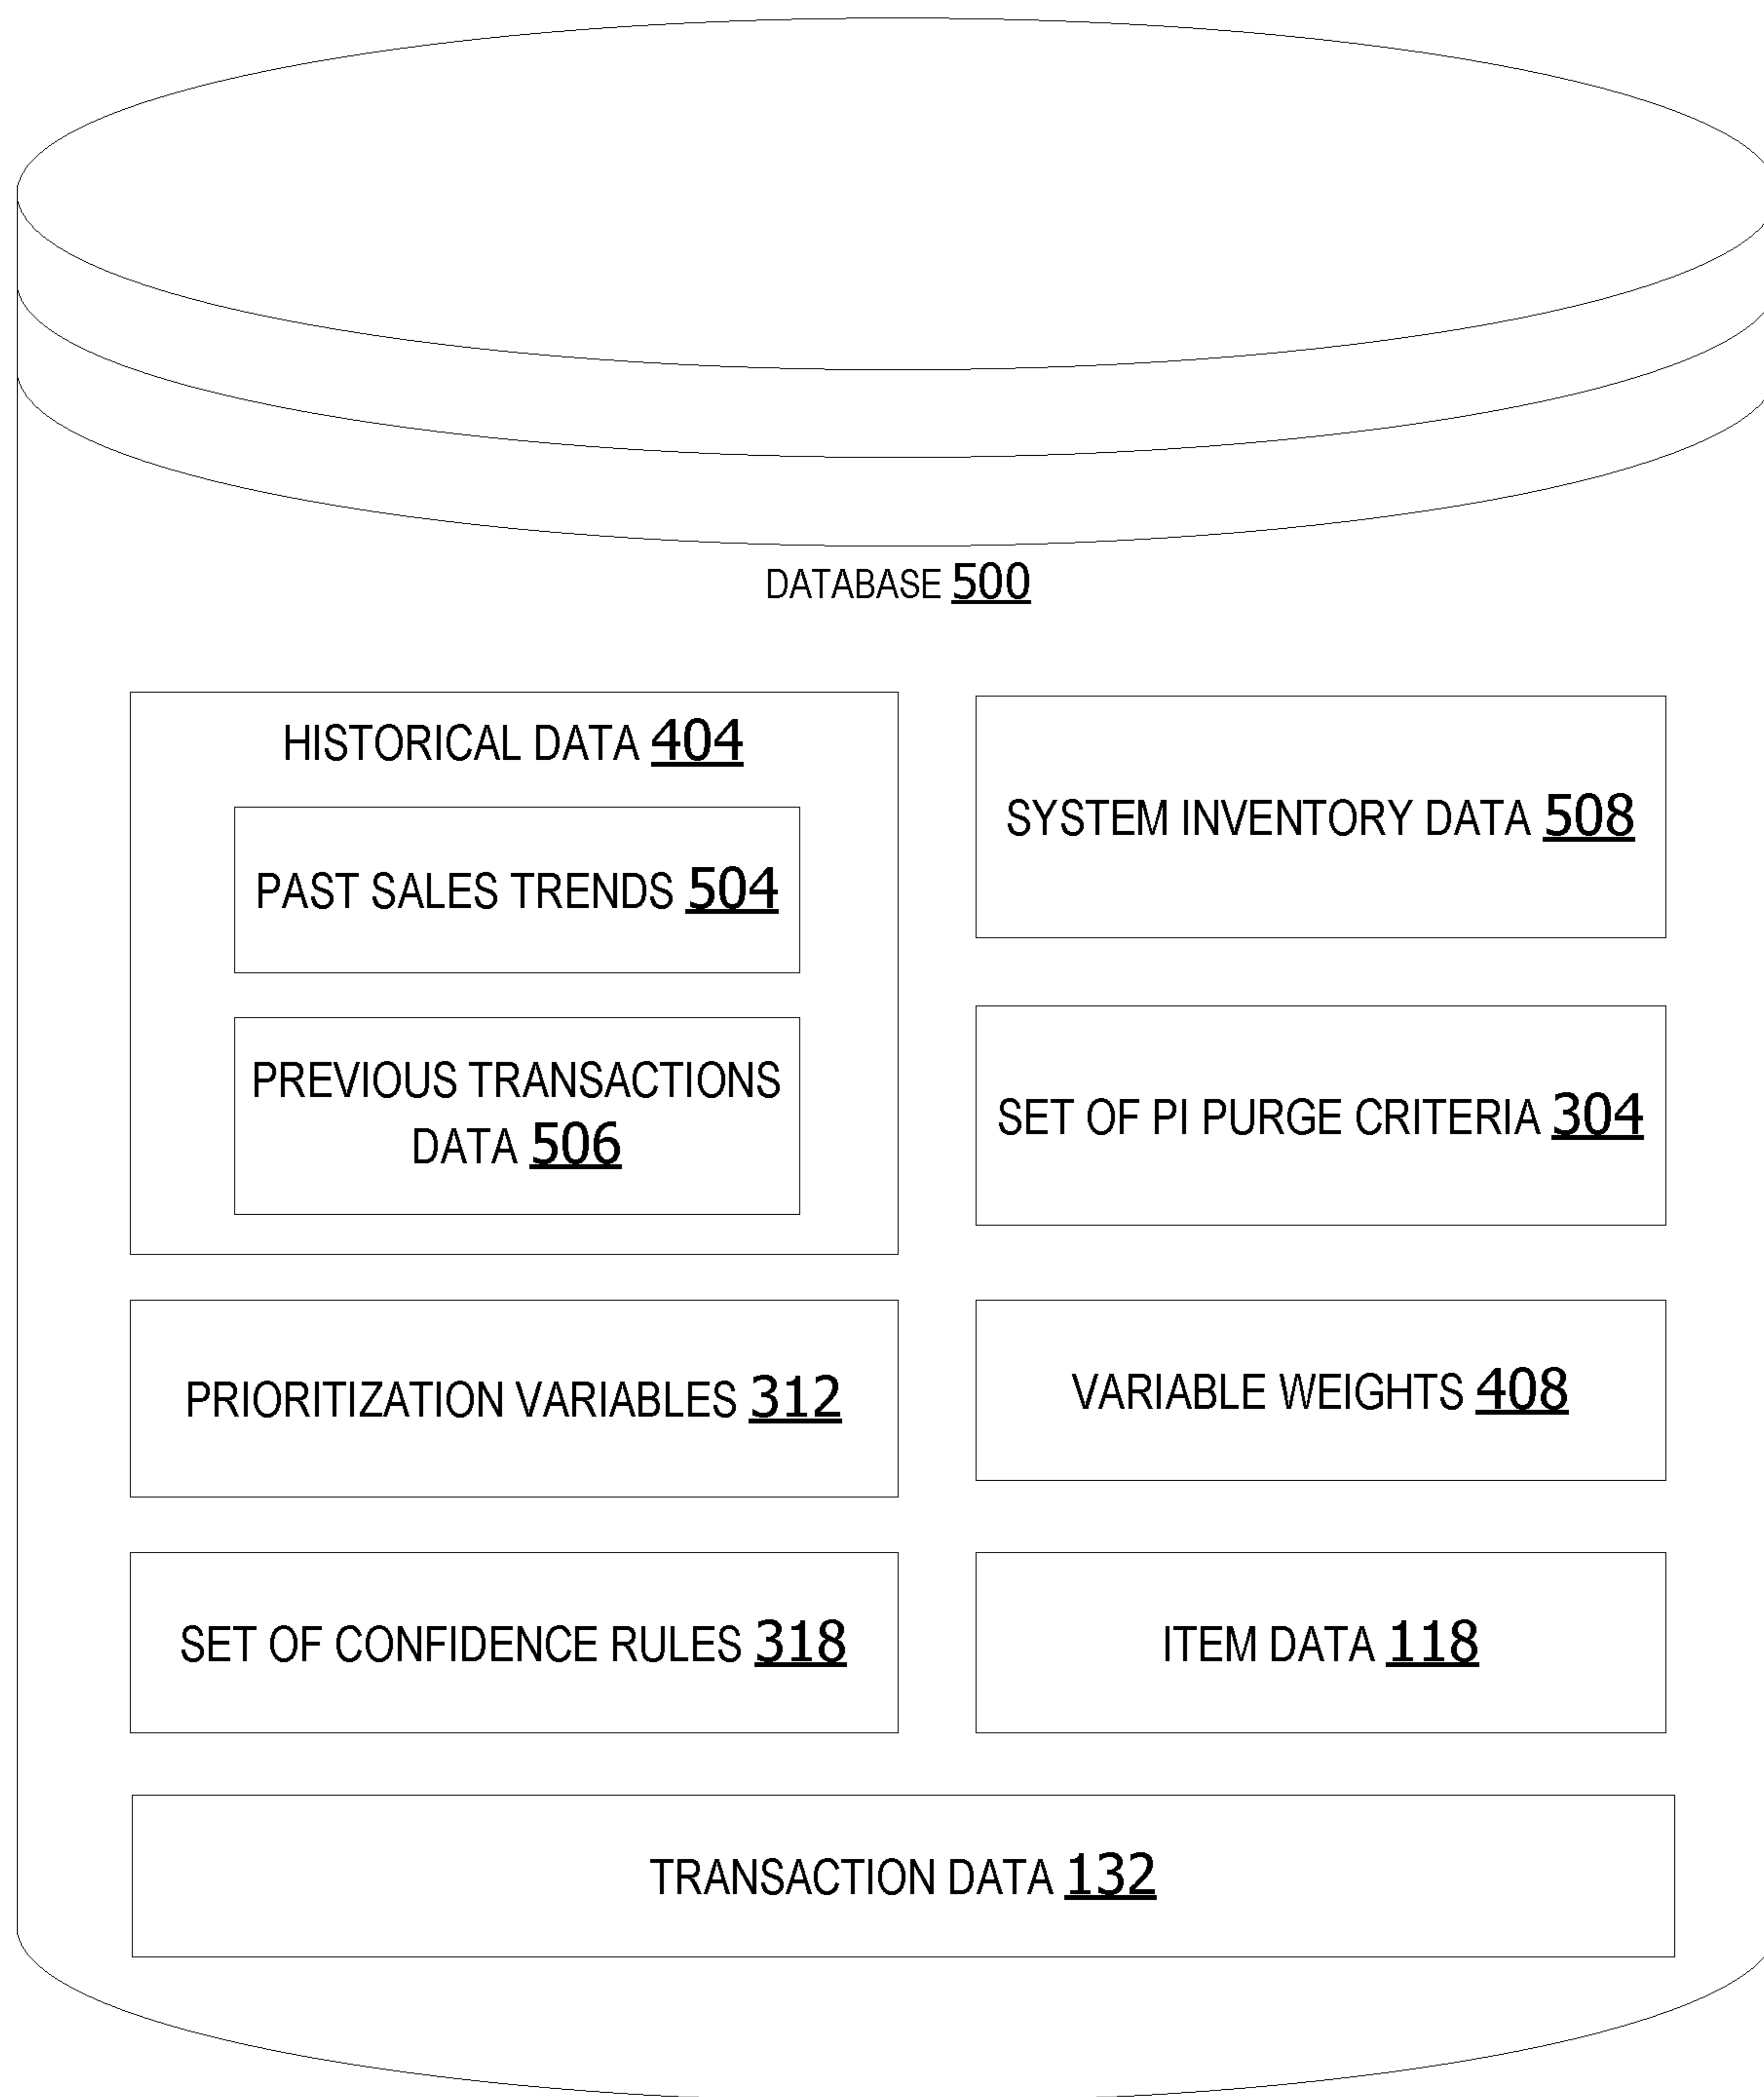 DATABASE 500
HISTORICAL DATA 404
PAST SALES TRENDS 504
PREVIOUS TRANSACTIONS
DATA 506
SYSTEM INVENTORY DATA 508
SET OF PI PURGE CRITERIA 304
PRIORITIZATION VARIABLES 312
VARIABLE WEIGHTS 408
SET OF CONFIDENCE RULES 318
ITEM DATA 118
TRANSACTION DATA 132